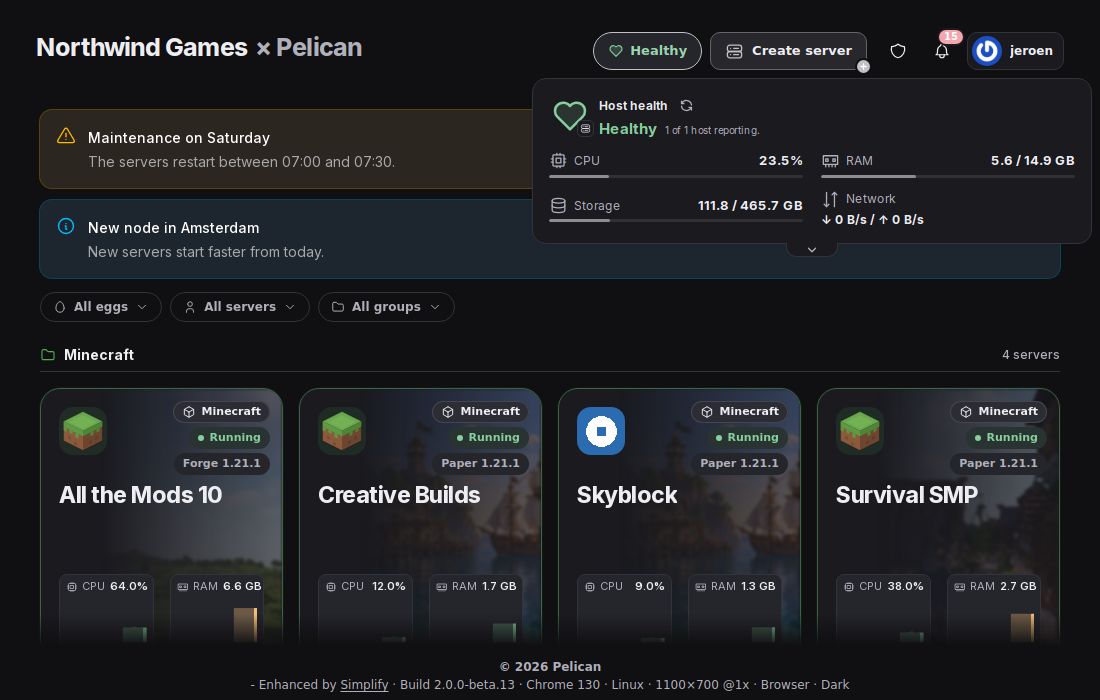 Northwind Games × Pelican
Healthy
Create server
15
jeroen
Host health
Healthy 1 of 1 host reporting.
CPU 23.5%
RAM 5.6 / 14.9 GB
Storage 111.8 / 465.7 GB
Network
↓ 0 B/s / ↑ 0 B/s
Maintenance on Saturday
The servers restart between 07:00 and 07:30.
New node in Amsterdam
New servers start faster from today.
All eggs
All servers
All groups
Minecraft
4 servers
Minecraft
Running
Forge 1.21.1
All the Mods 10
CPU 64.0%
RAM 6.6 GB
Minecraft
Running
Paper 1.21.1
Creative Builds
CPU 12.0%
RAM 1.7 GB
Minecraft
Running
Paper 1.21.1
Skyblock
CPU 9.0%
RAM 1.3 GB
Minecraft
Running
Paper 1.21.1
Survival SMP
CPU 38.0%
RAM 2.7 GB
© 2026 Pelican
- Enhanced by Simplify · Build 2.0.0-beta.13 · Chrome 130 · Linux · 1100×700 @1x · Browser · Dark